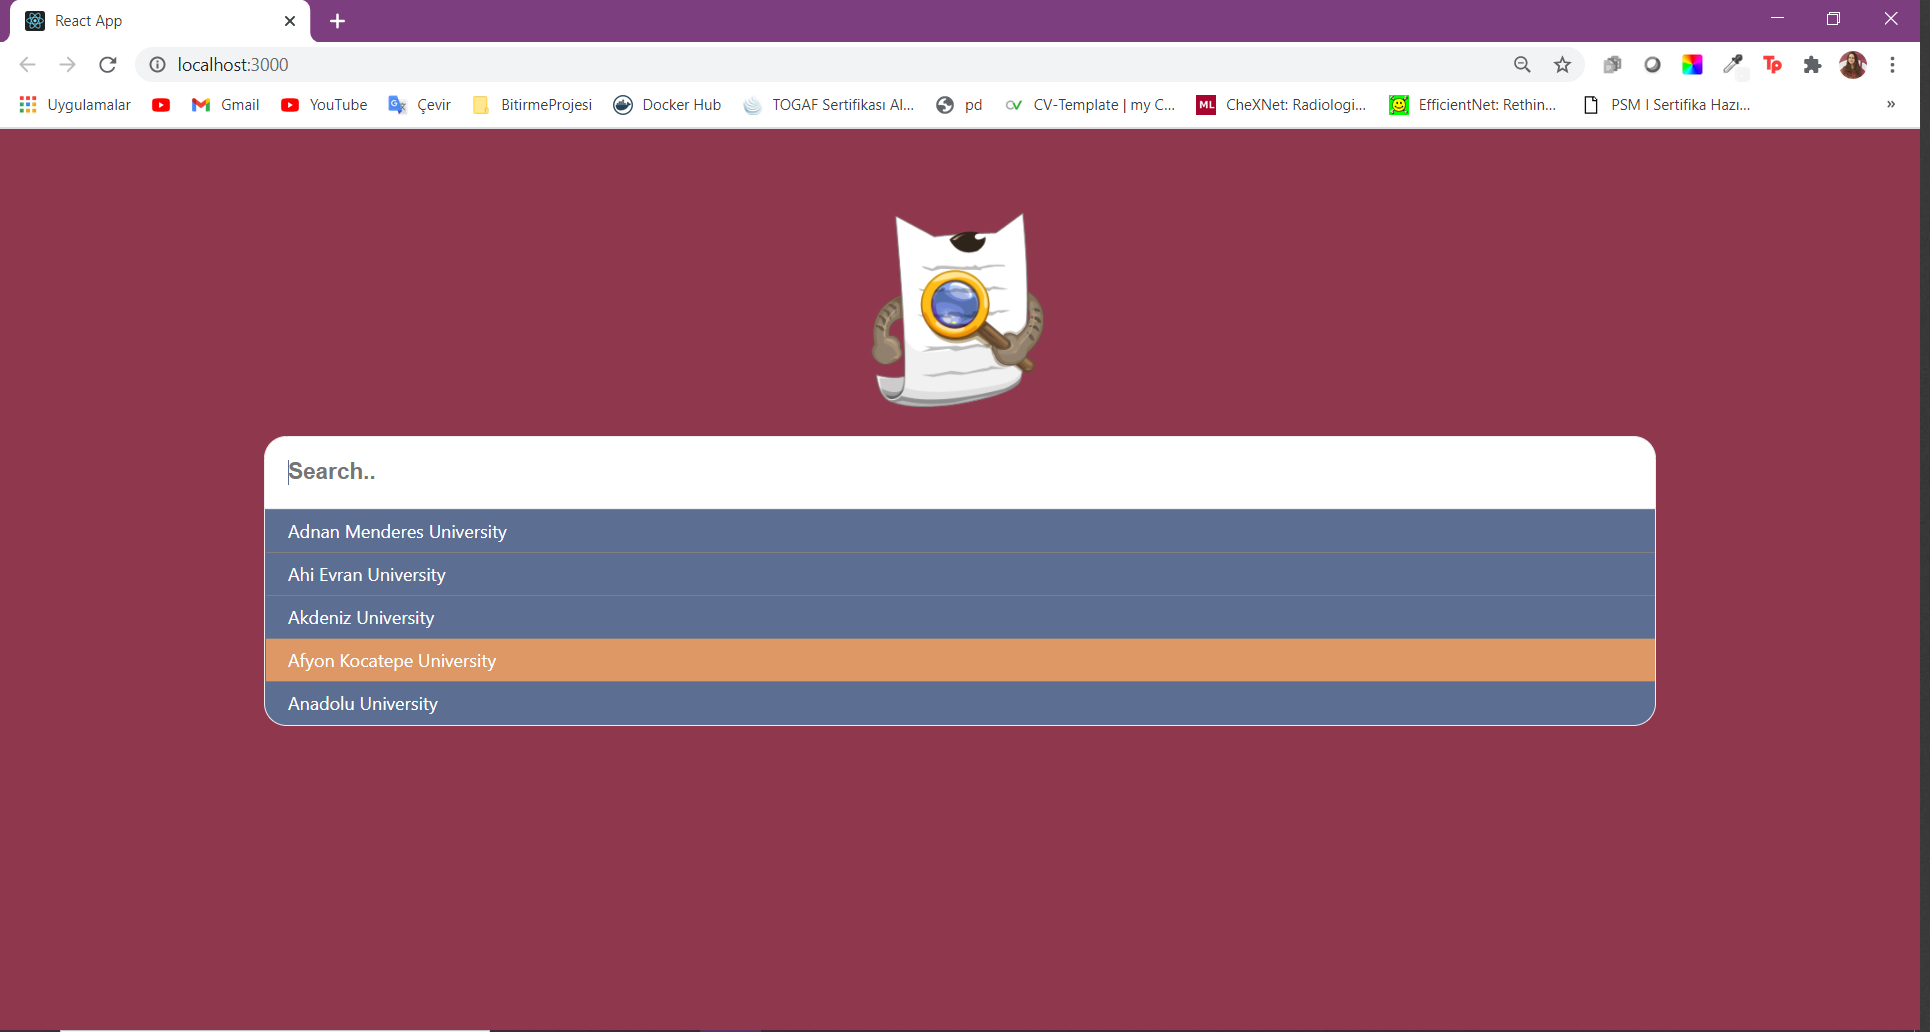 React App
localhost:3000
Uygulamalar Gmail YouTube Çevir BitirmeProjesi Docker Hub TOGAF Sertifikası Al... pd CV-Template | my C... ML CheXNet: Radiologi... EfficientNet: Rethin... PSM I Sertifika Hazı... »
Search..
Adnan Menderes University
Ahi Evran University
Akdeniz University
Afyon Kocatepe University
Anadolu University